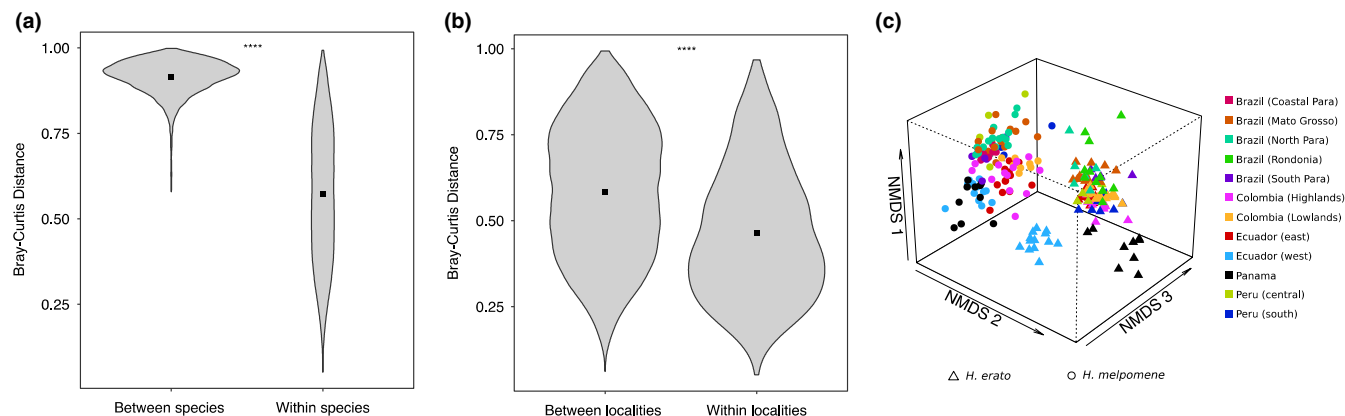 (a)
Bray-Curtis Distance
1.00
0.75
0.50
0.25
****
Between species
Within species
(b)
Bray-Curtis Distance
1.00
0.75
0.50
0.25
****
Between localities
Within localities
(c)
NMDS 1
NMDS 2
NMDS 3
Brazil (Coastal Para)
Brazil (Mato Grosso)
Brazil (North Para)
Brazil (Rondonia)
Brazil (South Para)
Colombia (Highlands)
Colombia (Lowlands)
Ecuador (east)
Ecuador (west)
Panama
Peru (central)
Peru (south)
H. erato
H. melpomene